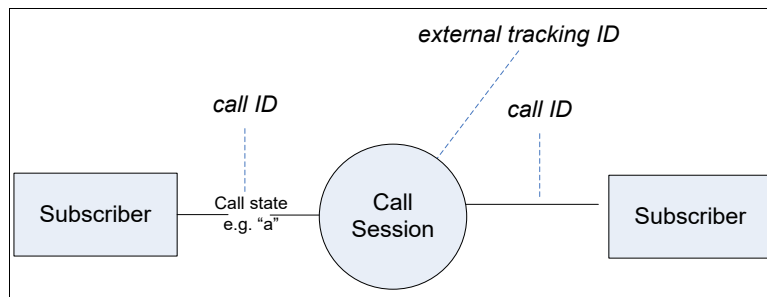 external tracking ID
call ID
call ID
Subscriber
Call state
e.g. “a”
Call
Session
Subscriber